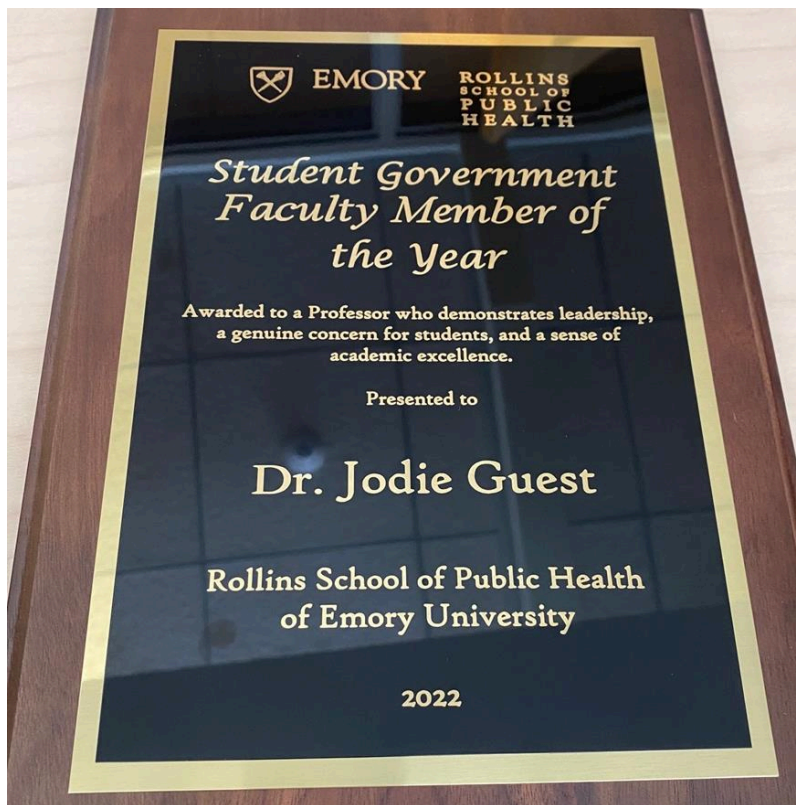 EMORY
ROLLINS
SCHOOL OF
PUBLIC
HEALTH
Student Government
Faculty Member of
the Year
Awarded to a Professor who demonstrates leadership,
a genuine concern for students, and a sense of
academic excellence.
Presented to
Dr. Jodie Guest
Rollins School of Public Health
of Emory University
2022